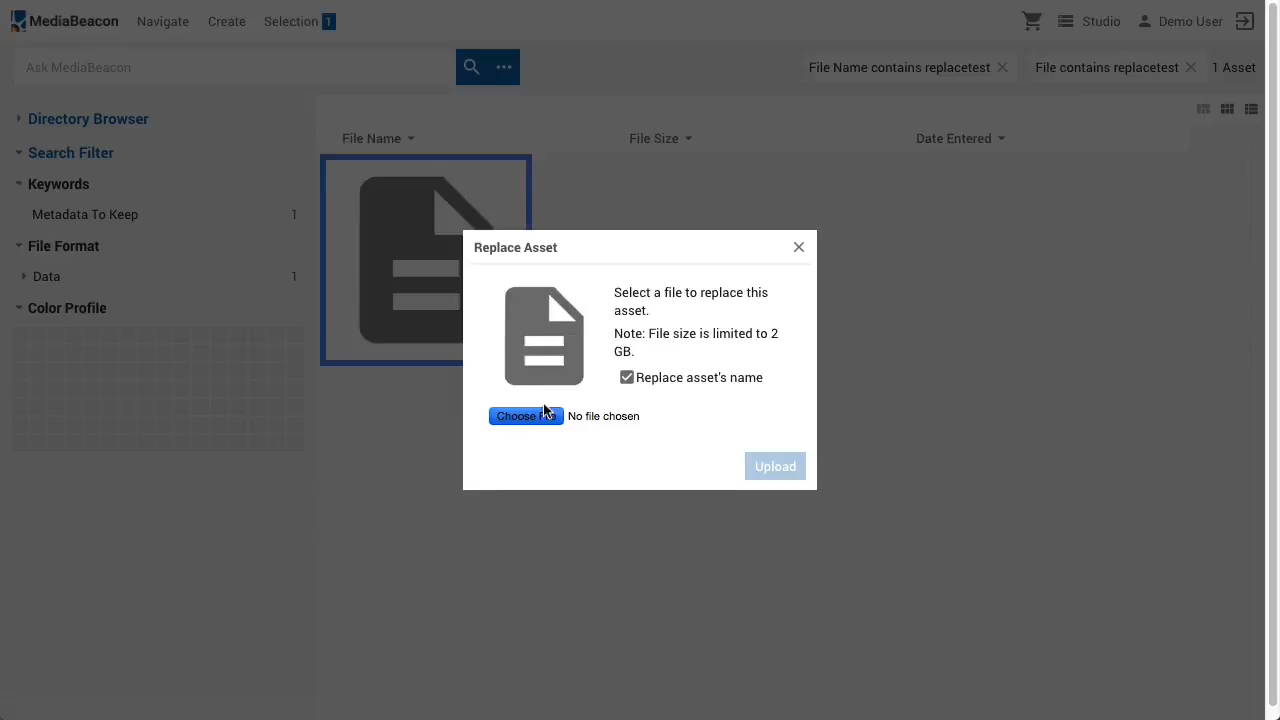 MediaBeacon Navigate Create Selection 1 Studio Demo User
Ask MediaBeacon File Name contains replacetest File contains replacetest 1 Asset
Directory Browser
File Name File Size Date Entered
Search Filter
Keywords
Metadata To Keep 1
File Format
Data 1
Color Profile
Replace Asset
Select a file to replace this
asset.
Note: File size is limited to 2
GB.
Replace asset's name
Choose File No file chosen
Upload